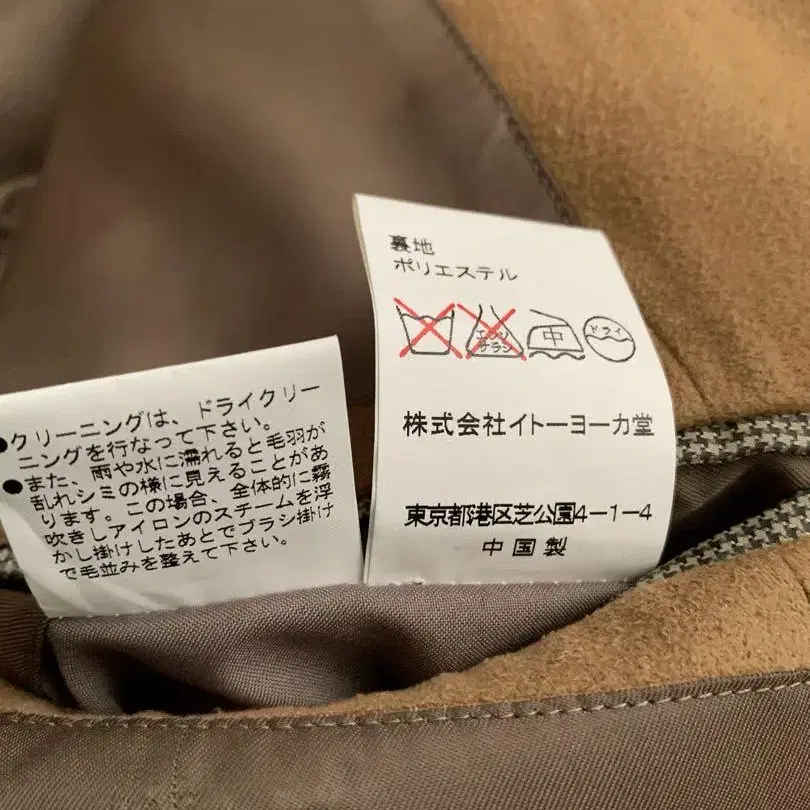 ●クリーニングは、ドライクリー
ニングを行なって下さい。
●また、雨や水に濡れると毛羽が
乱れシミの様に見えることがあ
ります。この場合、全体的に霧
吹きしアイロンのスチームを浮
かし掛けしたあとでブラシ掛け
で毛並みを整えて下さい。
裏地
ポリエステル
エンソ
サラシ
中
ドライ
株式会社イトーヨーカ堂
東京都港区芝公園4-1-4
中国製